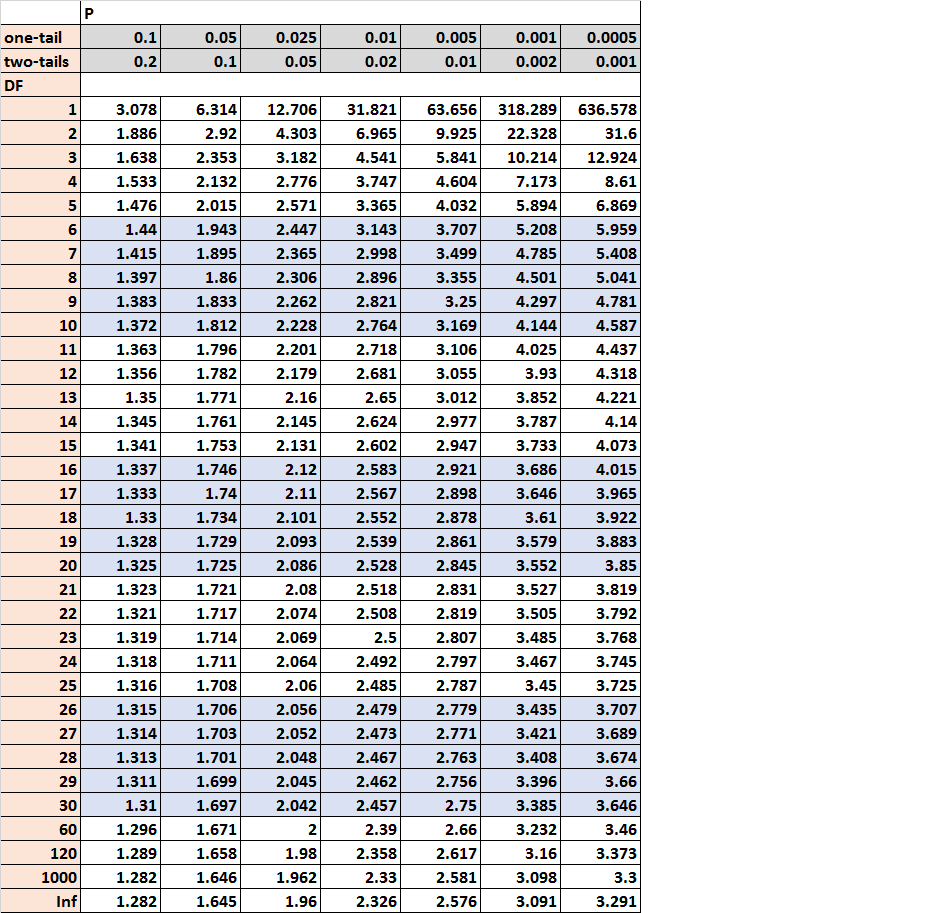 P
one-tail 0.1 0.05 0.025 0.01 0.005 0.001 0.0005
two-tails 0.2 0.1 0.05 0.02 0.01 0.002 0.001
DF
1 3.078 6.314 12.706 31.821 63.656 318.289 636.578
2 1.886 2.92 4.303 6.965 9.925 22.328 31.6
3 1.638 2.353 3.182 4.541 5.841 10.214 12.924
4 1.533 2.132 2.776 3.747 4.604 7.173 8.61
5 1.476 2.015 2.571 3.365 4.032 5.894 6.869
6 1.44 1.943 2.447 3.143 3.707 5.208 5.959
7 1.415 1.895 2.365 2.998 3.499 4.785 5.408
8 1.397 1.86 2.306 2.896 3.355 4.501 5.041
9 1.383 1.833 2.262 2.821 3.25 4.297 4.781
10 1.372 1.812 2.228 2.764 3.169 4.144 4.587
11 1.363 1.796 2.201 2.718 3.106 4.025 4.437
12 1.356 1.782 2.179 2.681 3.055 3.93 4.318
13 1.35 1.771 2.16 2.65 3.012 3.852 4.221
14 1.345 1.761 2.145 2.624 2.977 3.787 4.14
15 1.341 1.753 2.131 2.602 2.947 3.733 4.073
16 1.337 1.746 2.12 2.583 2.921 3.686 4.015
17 1.333 1.74 2.11 2.567 2.898 3.646 3.965
18 1.33 1.734 2.101 2.552 2.878 3.61 3.922
19 1.328 1.729 2.093 2.539 2.861 3.579 3.883
20 1.325 1.725 2.086 2.528 2.845 3.552 3.85
21 1.323 1.721 2.08 2.518 2.831 3.527 3.819
22 1.321 1.717 2.074 2.508 2.819 3.505 3.792
23 1.319 1.714 2.069 2.5 2.807 3.485 3.768
24 1.318 1.711 2.064 2.492 2.797 3.467 3.745
25 1.316 1.708 2.06 2.485 2.787 3.45 3.725
26 1.315 1.706 2.056 2.479 2.779 3.435 3.707
27 1.314 1.703 2.052 2.473 2.771 3.421 3.689
28 1.313 1.701 2.048 2.467 2.763 3.408 3.674
29 1.311 1.699 2.045 2.462 2.756 3.396 3.66
30 1.31 1.697 2.042 2.457 2.75 3.385 3.646
60 1.296 1.671 2 2.39 2.66 3.232 3.46
120 1.289 1.658 1.98 2.358 2.617 3.16 3.373
1000 1.282 1.646 1.962 2.33 2.581 3.098 3.3
Inf 1.282 1.645 1.96 2.326 2.576 3.091 3.291